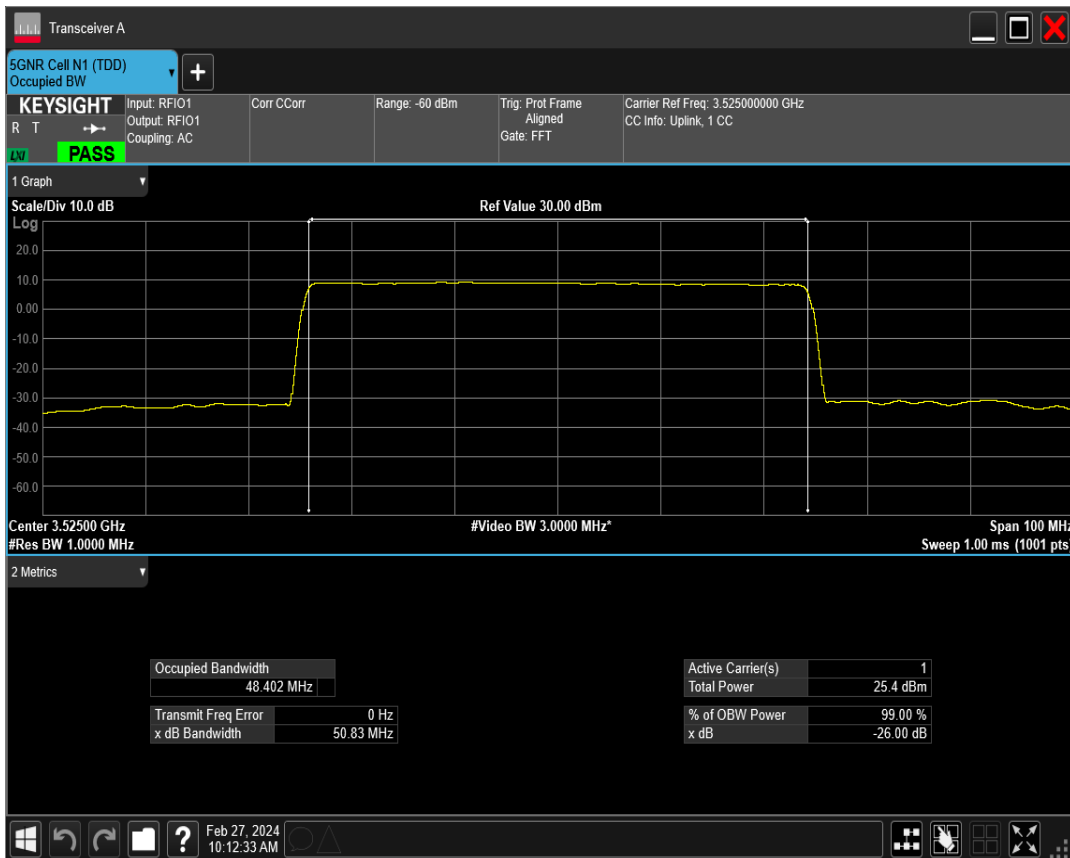 Transceiver A
5GNR Cell N1 (TDD)
Occupied BW
+
KEYSIGHT
R T
LXI
PASS
Input: RFIO1
Output: RFIO1
Coupling: AC
Corr CCorr
Range: -60 dBm
Trig: Prot Frame
Aligned
Gate: FFT
Carrier Ref Freq: 3.525000000 GHz
CC Info: Uplink, 1 CC
1 Graph
Scale/Div 10.0 dB
Ref Value 30.00 dBm
Log
20.0
10.0
0.00
-10.0
-20.0
-30.0
-40.0
-50.0
-60.0
Center 3.52500 GHz
#Video BW 3.0000 MHz*
Span 100 MHz
#Res BW 1.0000 MHz
Sweep 1.00 ms (1001 pts)
2 Metrics
Occupied Bandwidth
48.402 MHz
Transmit Freq Error 0 Hz
x dB Bandwidth 50.83 MHz
Active Carrier(s) 1
Total Power 25.4 dBm
% of OBW Power 99.00 %
x dB -26.00 dB
?
Feb 27, 2024
10:12:33 AM